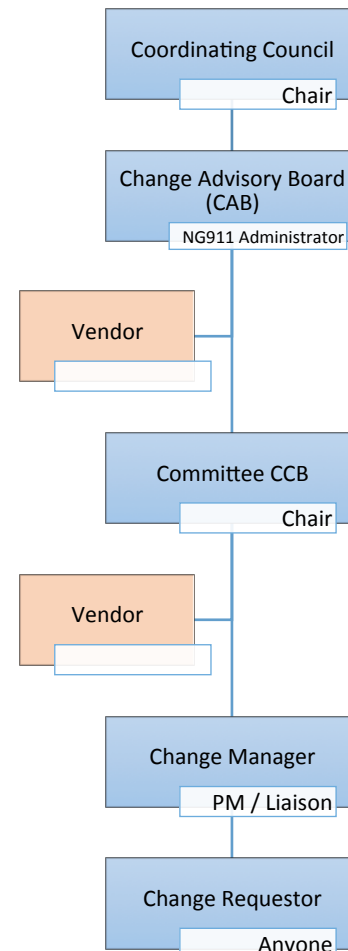 Coordinating Council
Chair
Change Advisory Board
(CAB)
NG911 Administrator
Vendor
Committee CCB
Chair
Vendor
Change Manager
PM / Liaison
Change Requestor
Anyone